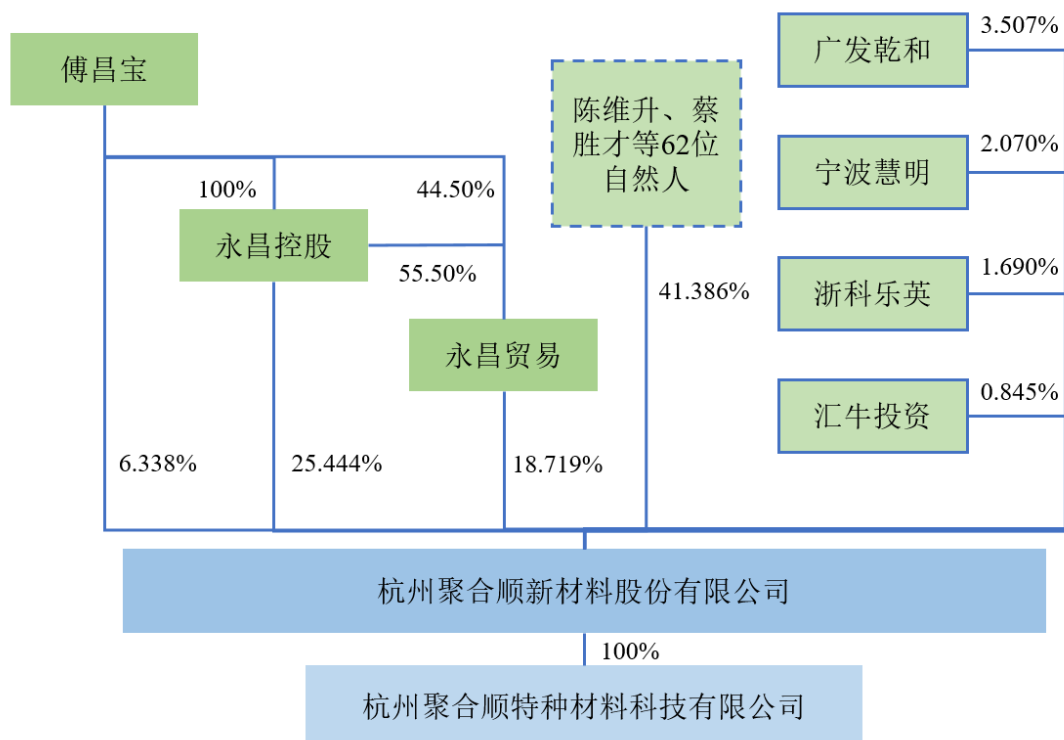 傅昌宝
广发乾和
3.507%
陈维升、蔡
胜才等62位
自然人
宁波慧明
2.070%
100%
44.50%
永昌控股
55.50%
41.386%
浙科乐英
1.690%
永昌贸易
汇牛投资
0.845%
6.338%
25.444%
18.719%
杭州聚合顺新材料股份有限公司
100%
杭州聚合顺特种材料科技有限公司